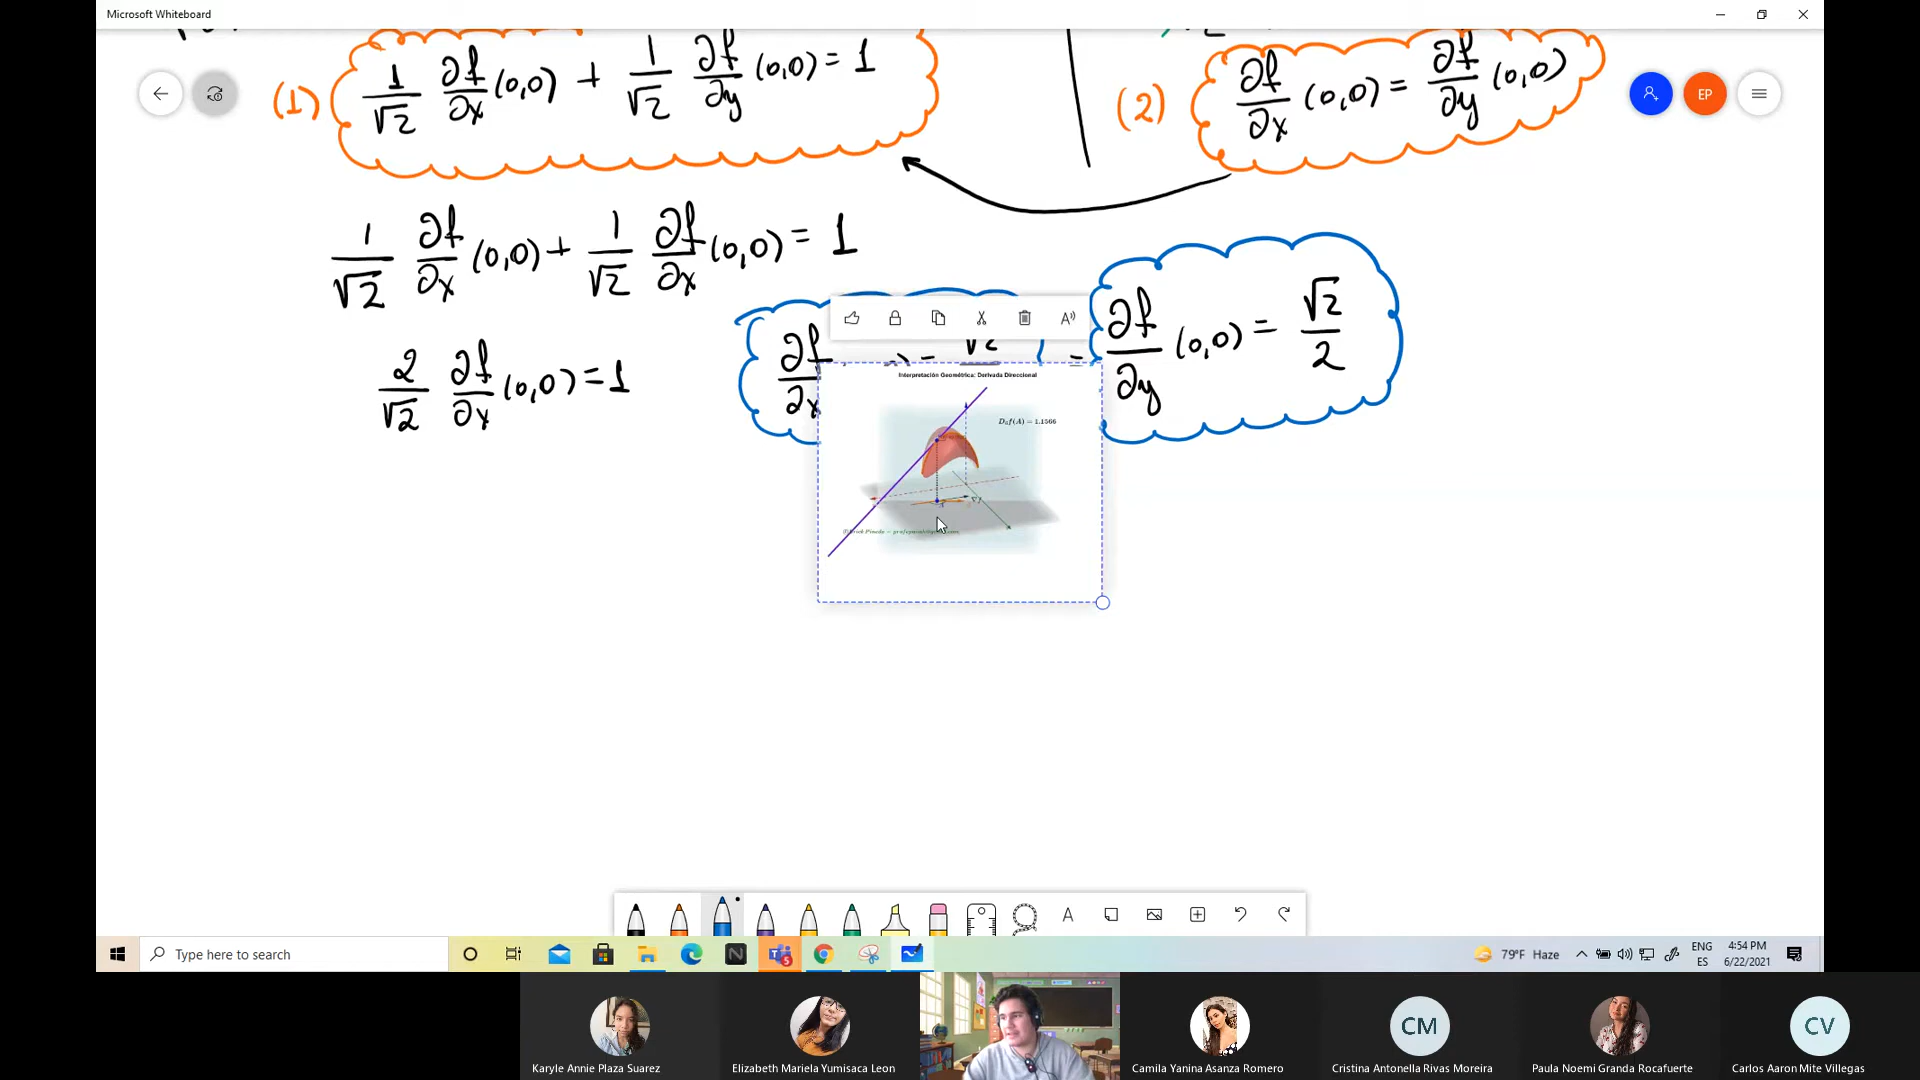 Microsoft Whiteboard
(1) 1/√2 ∂f/∂x (0,0) + 1/√2 ∂f/∂y (0,0) = 1
(2) ∂f/∂x (0,0) = ∂f/∂y (0,0)
EP
1/√2 ∂f/∂x (0,0) + 1/√2 ∂f/∂x (0,0) = 1
2/√2 ∂f/∂x (0,0) = 1
∂f/∂x
∂f/∂y (0,0) = √2/2
Interpretación Geométrica: Derivada Direccional
Dûf(A) = 1.1566
∇f
A
Type here to search
79°F Haze
ENG
ES
4:54 PM
6/22/2021
Karyle Annie Plaza Suarez
Elizabeth Mariela Yumisaca Leon
Camila Yanina Asanza Romero
CM
Cristina Antonella Rivas Moreira
Paula Noemi Granda Rocafuerte
CV
Carlos Aaron Mite Villegas